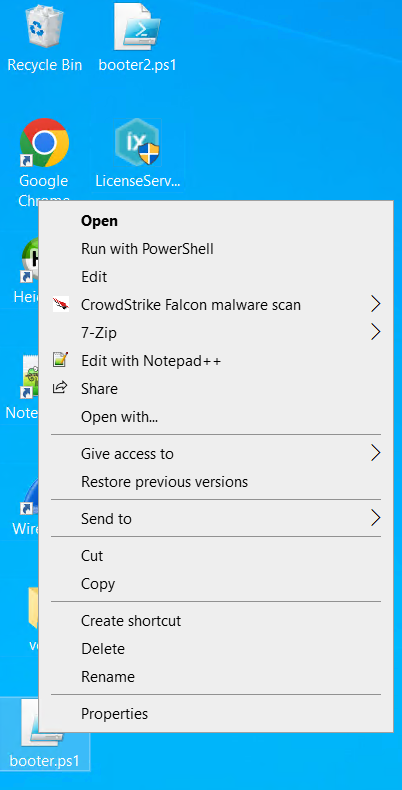 Recycle Bin
booter2.ps1
Google
Chrome
LicenseServ...
Hei
Note
Wire
booter.ps1
Open
Run with PowerShell
Edit
CrowdStrike Falcon malware scan
7-Zip
Edit with Notepad++
Share
Open with...
Give access to
Restore previous versions
Send to
Cut
Copy
Create shortcut
Delete
Rename
Properties